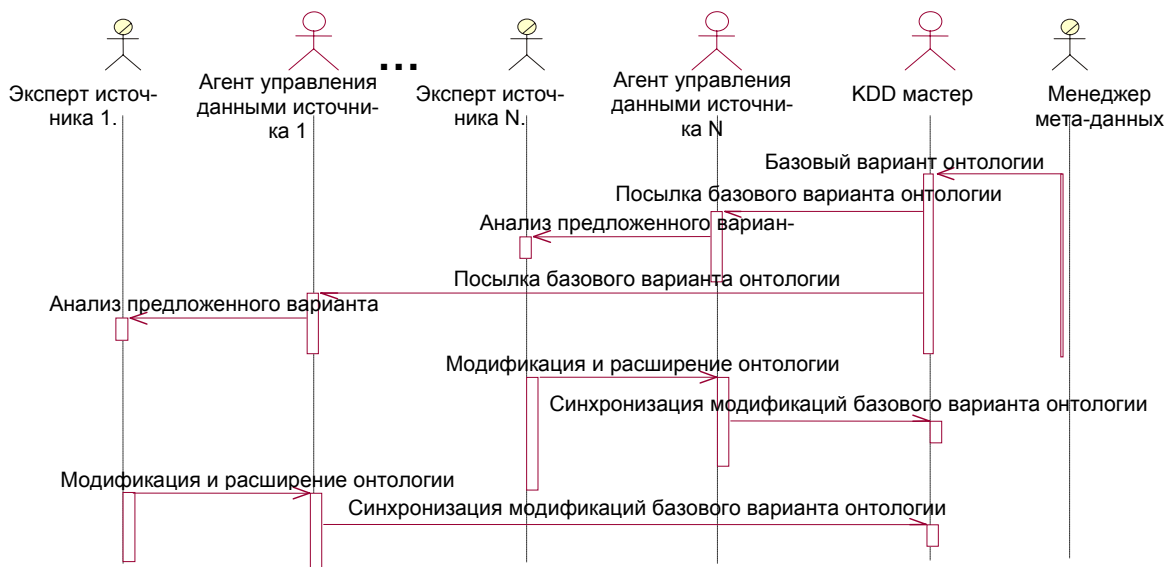 ...
Эксперт источ-
ника 1.
Агент управления
данными источни-
ка 1
Эксперт источ-
ника N.
Агент управления
данными источни-
ка N
KDD мастер
Менеджер
мета-данных
Базовый вариант онтологии
Посылка базового варианта онтологии
Анализ предложенного вариан-
Посылка базового варианта онтологии
Анализ предложенного варианта
Модификация и расширение онтологии
Синхронизация модификаций базового варианта онтологии
Модификация и расширение онтологии
Синхронизация модификаций базового варианта онтологии